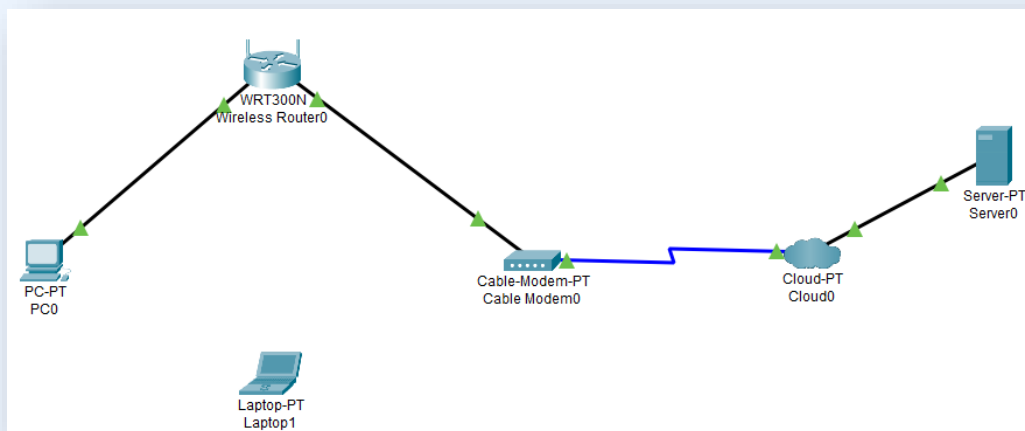 WRT300N
Wireless Router0
Server-PT
Server0
PC-PT
PC0
Cable-Modem-PT
Cable Modem0
Cloud-PT
Cloud0
Laptop-PT
Laptop1